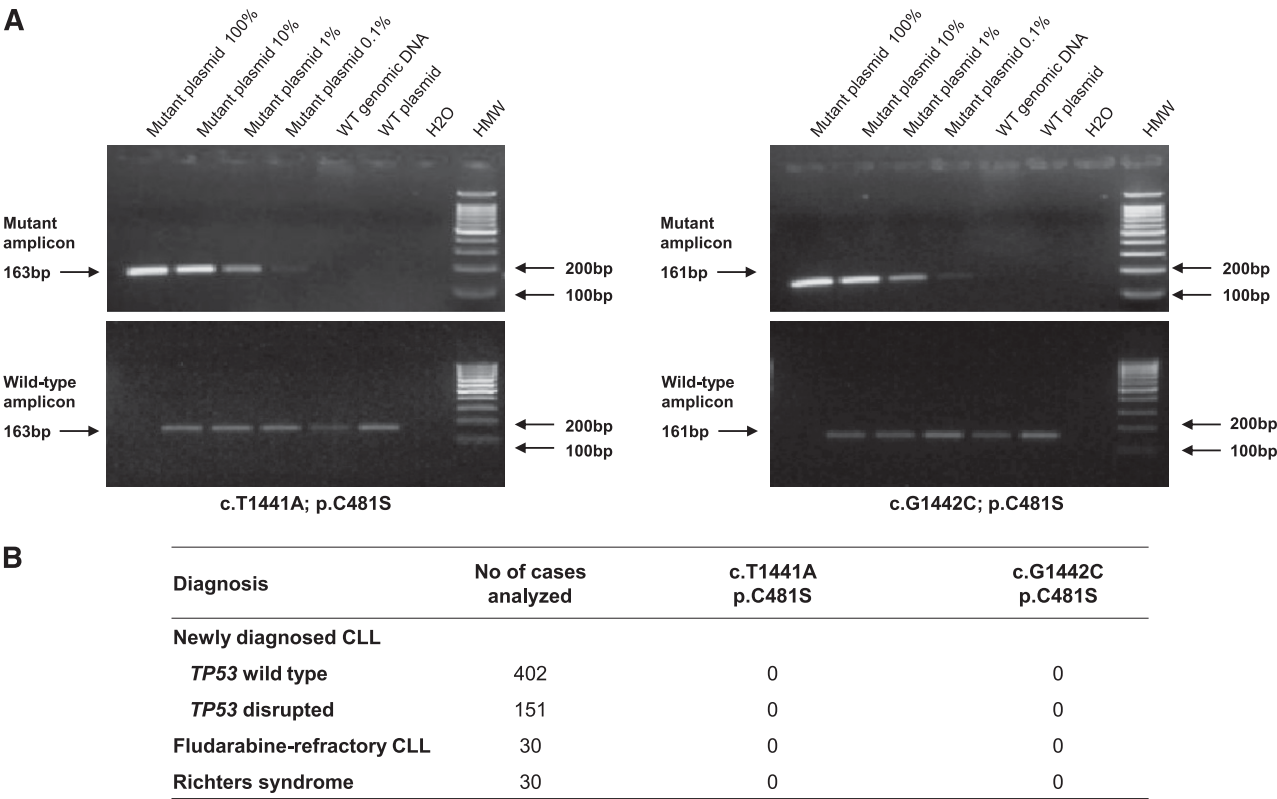 A
Mutant plasmid 100%
Mutant plasmid 10%
Mutant plasmid 1%
Mutant plasmid 0.1%
WT genomic DNA
WT plasmid
H2O
HMW
Mutant
amplicon
163bp
200bp
100bp
Wild-type
amplicon
163bp
200bp
100bp
c.T1441A; p.C481S
Mutant plasmid 100%
Mutant plasmid 10%
Mutant plasmid 1%
Mutant plasmid 0.1%
WT genomic DNA
WT plasmid
H2O
HMW
Mutant
amplicon
161bp
200bp
100bp
Wild-type
amplicon
161bp
200bp
100bp
c.G1442C; p.C481S
B
Diagnosis No of cases analyzed c.T1441A p.C481S c.G1442C p.C481S
Newly diagnosed CLL
TP53 wild type 402 0 0
TP53 disrupted 151 0 0
Fludarabine-refractory CLL 30 0 0
Richters syndrome 30 0 0